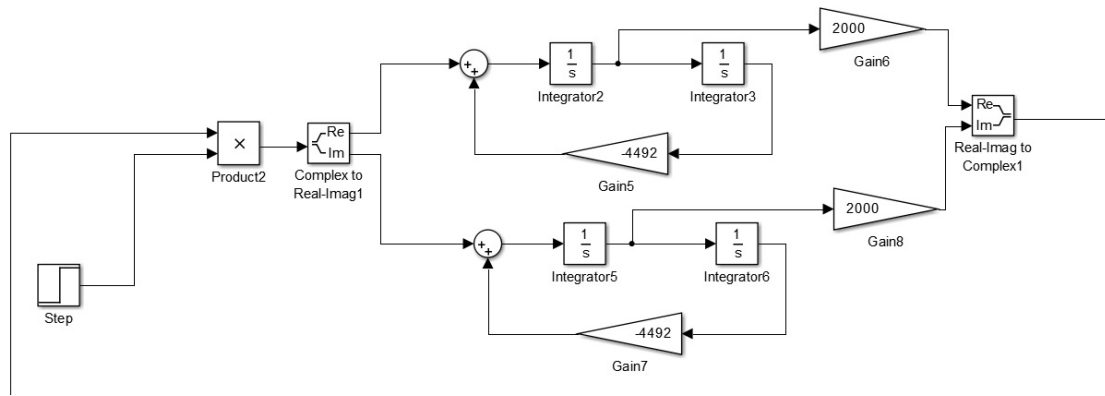 2000
Gain6
1
s
Integrator2
1
s
Integrator3
Re
Im
Real-Imag to
Complex1
×
Product2
Re
Im
Complex to
Real-Imag1
-4492
Gain5
2000
Gain8
1
s
Integrator5
1
s
Integrator6
Step
-4492
Gain7